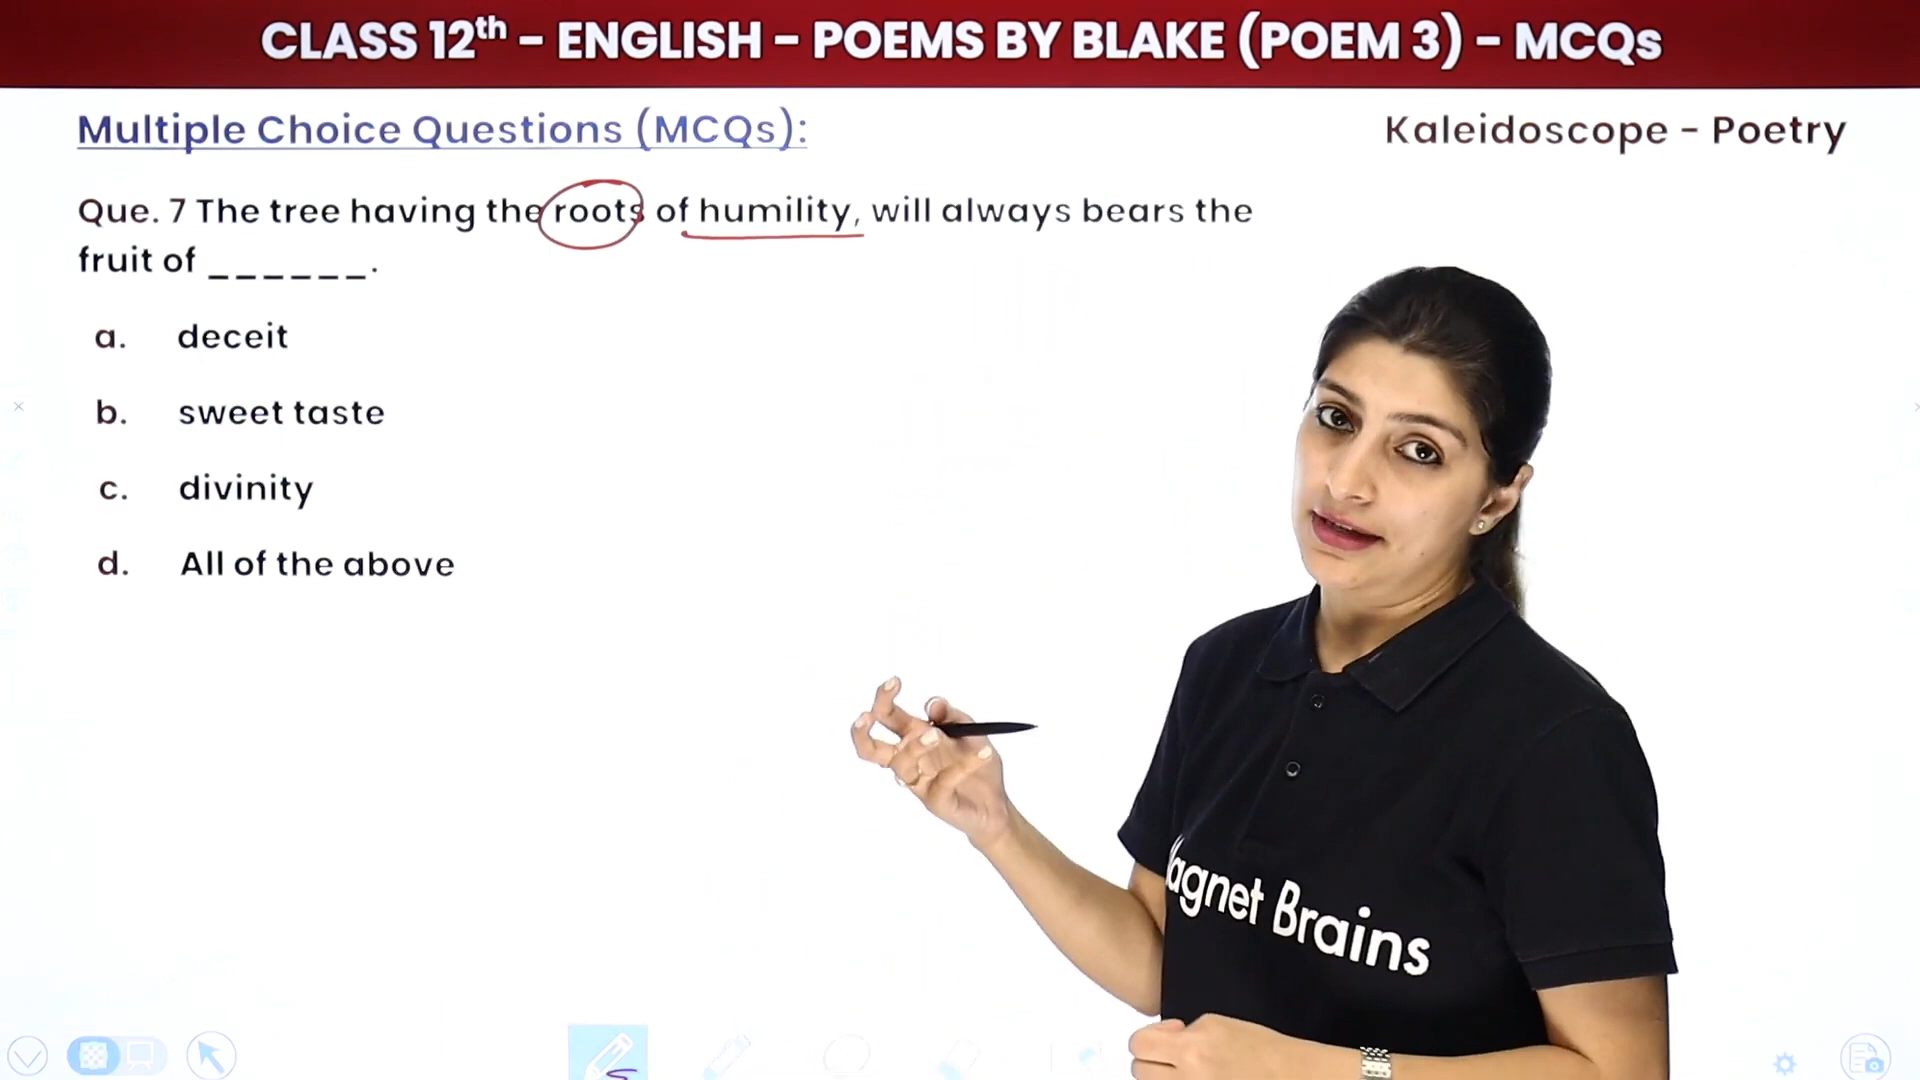 CLASS 12th - ENGLISH - POEMS BY BLAKE (POEM 3) - MCQs
Multiple Choice Questions (MCQs):
Kaleidoscope - Poetry
Que. 7 The tree having the roots of humility, will always bears the
fruit of ______.
a. deceit
b. sweet taste
c. divinity
d. All of the above
Magnet Brains